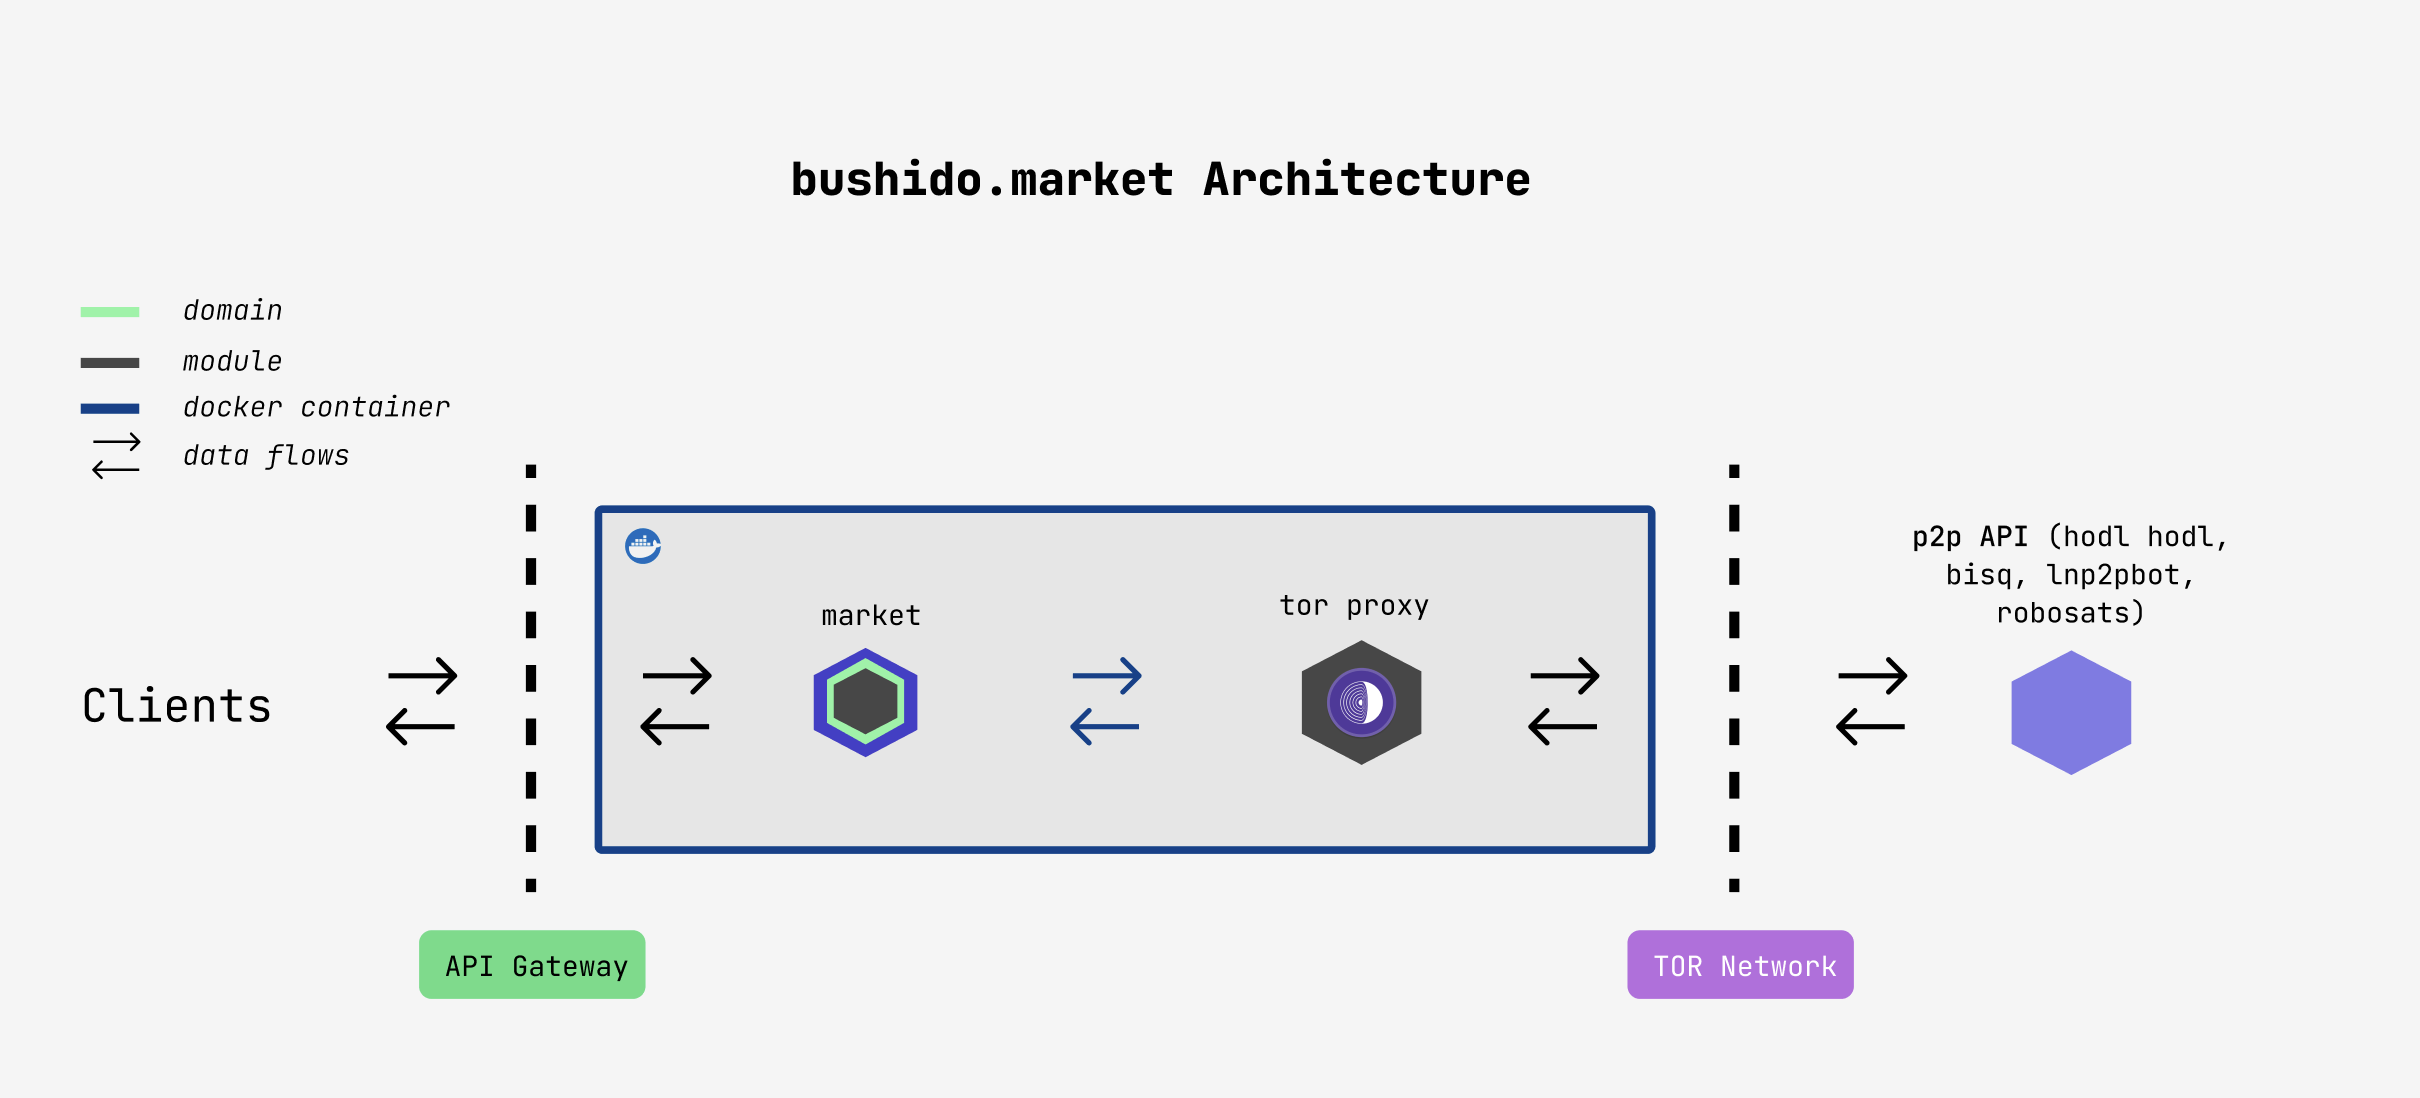 bushido.market Architecture
domain
module
docker container
data flows
Clients
market
tor proxy
p2p API (hodl hodl,
bisq, lnp2pbot,
robosats)
API Gateway
TOR Network